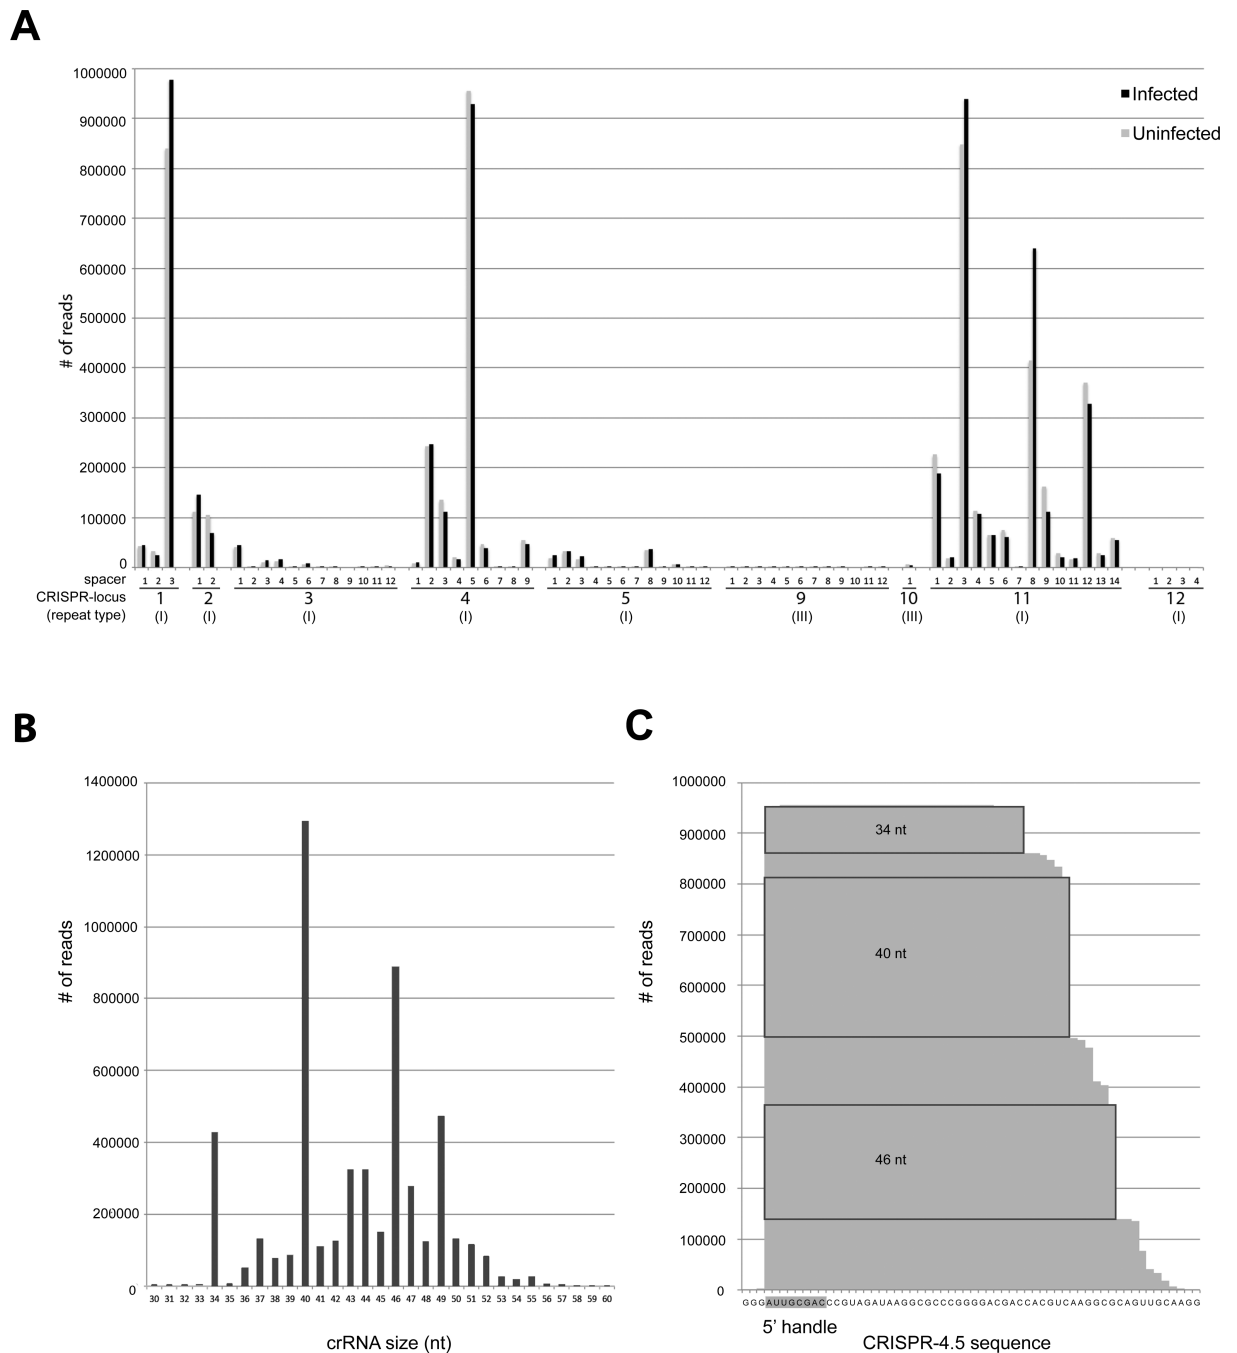 A
1000000
900000
800000
700000
600000
500000
400000
300000
200000
100000
0
# of reads
Infected
Uninfected
spacer 1 2 3 1 2 1 2 3 4 5 6 7 8 9 10 11 12 1 2 3 4 5 6 7 8 9 1 2 3 4 5 6 7 8 9 10 11 12 1 2 3 4 5 6 7 8 9 10 11 12 1 1 2 3 4 5 6 7 8 9 10 11 12 13 14 1 2 3 4
CRISPR-locus 1 2 3 4 5 9 10 11 12
(repeat type) (I) (I) (I) (I) (I) (III) (III) (I) (I)
B
1400000
1200000
1000000
800000
600000
400000
200000
0
# of reads
30 31 32 33 34 35 36 37 38 39 40 41 42 43 44 45 46 47 48 49 50 51 52 53 54 55 56 57 58 59 60
crRNA size (nt)
C
1000000
900000
800000
700000
600000
500000
400000
300000
200000
100000
0
# of reads
34 nt
40 nt
46 nt
GGGAUUGCGACCCGUAGAUAAGGCGCCCGGGGACGACCACGUCAAGGCGCAGUUGCAAGG
5’ handle
CRISPR-4.5 sequence